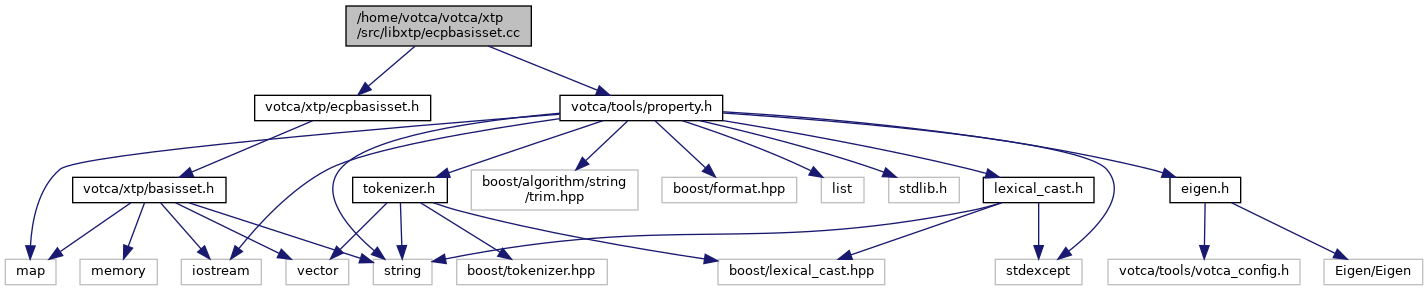 /home/votca/votca/xtp
/src/libxtp/ecpbasisset.cc
votca/xtp/ecpbasisset.h
votca/tools/property.h
votca/xtp/basisset.h
tokenizer.h
boost/algorithm/string
/trim.hpp
boost/format.hpp
list
stdlib.h
lexical_cast.h
eigen.h
map
memory
iostream
vector
string
boost/tokenizer.hpp
boost/lexical_cast.hpp
stdexcept
votca/tools/votca_config.h
Eigen/Eigen